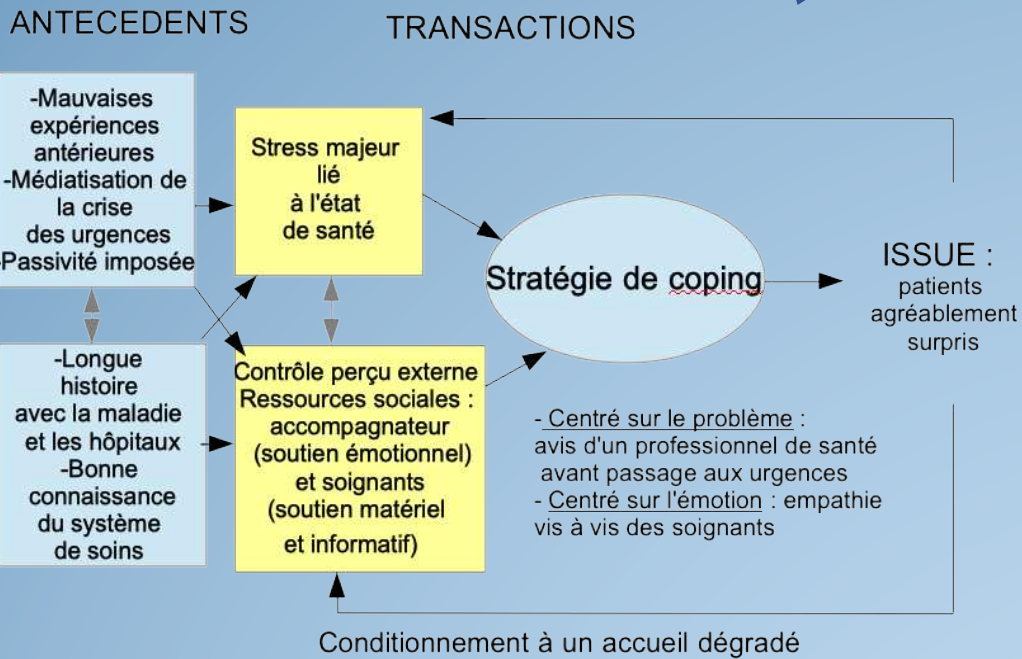 ANTECEDENTS
TRANSACTIONS
-Mauvaises
expériences
antérieures
-Médiatisation de
la crise
des urgences
-Passivité imposée
-Longue
histoire
avec la maladie
et les hôpitaux
-Bonne
connaissance
du système
de soins
Stress majeur
lié
à l'état
de santé
Contrôle perçu externe
Ressources sociales :
accompagnateur
(soutien émotionnel)
et soignants
(soutien matériel
et informatif)
Stratégie de coping
- Centré sur le problème :
avis d'un professionnel de santé
avant passage aux urgences
- Centré sur l'émotion : empathie
vis à vis des soignants
ISSUE :
patients
agréablement
surpris
Conditionnement à un accueil dégradé